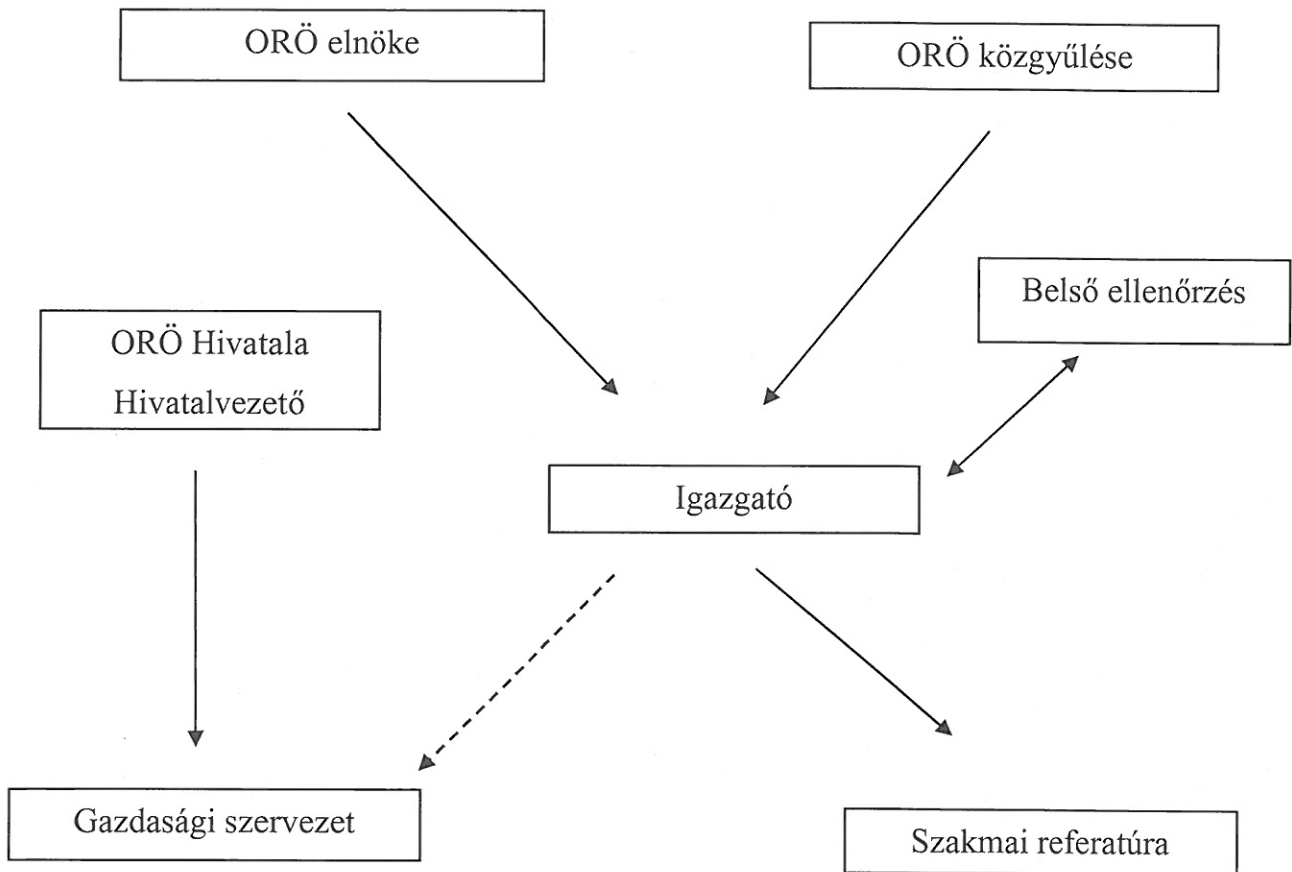 ORÖ elnöke
ORÖ közgyűlése
Belső ellenőrzés
ORÖ Hivatala
Hivatalvezető
Igazgató
Gazdasági szervezet
Szakmai referatúra